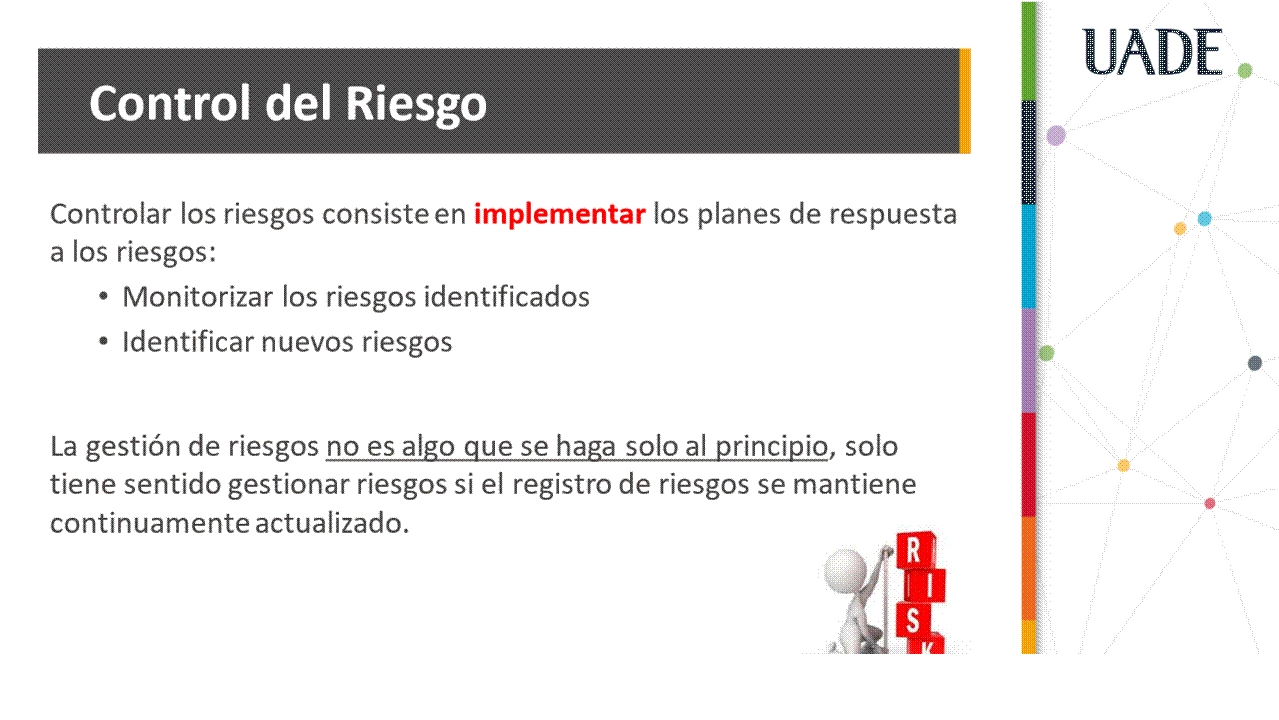 UADE
Control del Riesgo
Controlar los riesgos consiste en implementar los planes de respuesta
a los riesgos:
• Monitorizar los riesgos identificados
• Identificar nuevos riesgos
La gestión de riesgos no es algo que se haga solo al principio, solo
tiene sentido gestionar riesgos si el registro de riesgos se mantiene
continuamente actualizado.
R
I
S
K